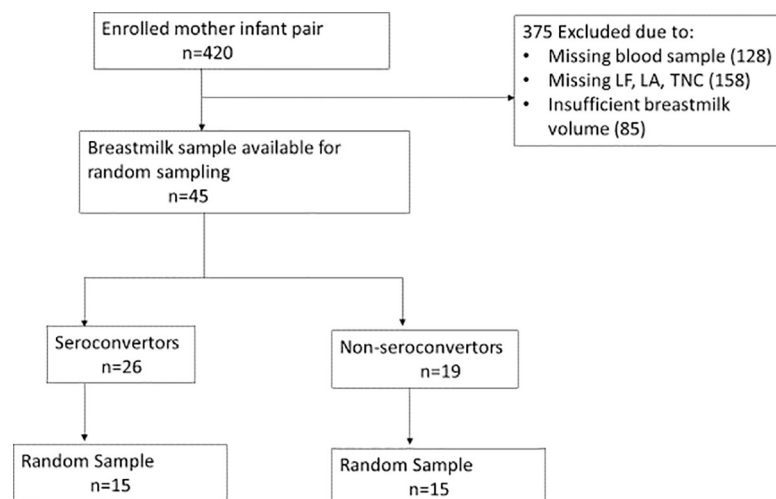 Enrolled mother infant pair
n=420
375 Excluded due to:
• Missing blood sample (128)
• Missing LF, LA, TNC (158)
• Insufficient breastmilk
volume (85)
Breastmilk sample available for
random sampling
n=45
Seroconvertors
n=26
Non-seroconvertors
n=19
Random Sample
n=15
Random Sample
n=15